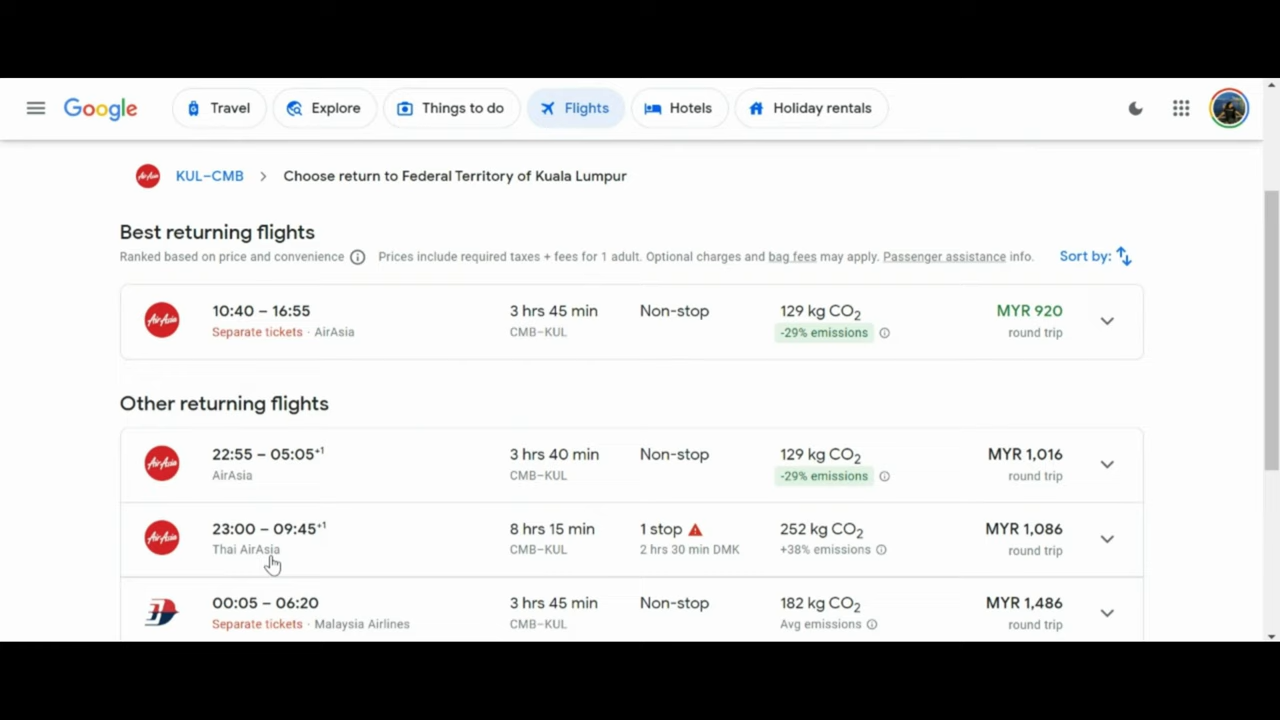 Google Travel Explore Things to do Flights Hotels Holiday rentals
AirAsia KUL–CMB Choose return to Federal Territory of Kuala Lumpur
Best returning flights
Ranked based on price and convenience Prices include required taxes + fees for 1 adult. Optional charges and bag fees may apply. Passenger assistance info. Sort by:
AirAsia 10:40 – 16:55 3 hrs 45 min Non-stop 129 kg CO2 MYR 920
Separate tickets · AirAsia CMB–KUL -29% emissions round trip
Other returning flights
AirAsia 22:55 – 05:05+1 3 hrs 40 min Non-stop 129 kg CO2 MYR 1,016
AirAsia CMB–KUL -29% emissions round trip
AirAsia 23:00 – 09:45+1 8 hrs 15 min 1 stop 252 kg CO2 MYR 1,086
Thai AirAsia CMB–KUL 2 hrs 30 min DMK +38% emissions round trip
00:05 – 06:20 3 hrs 45 min Non-stop 182 kg CO2 MYR 1,486
Separate tickets · Malaysia Airlines CMB–KUL Avg emissions round trip